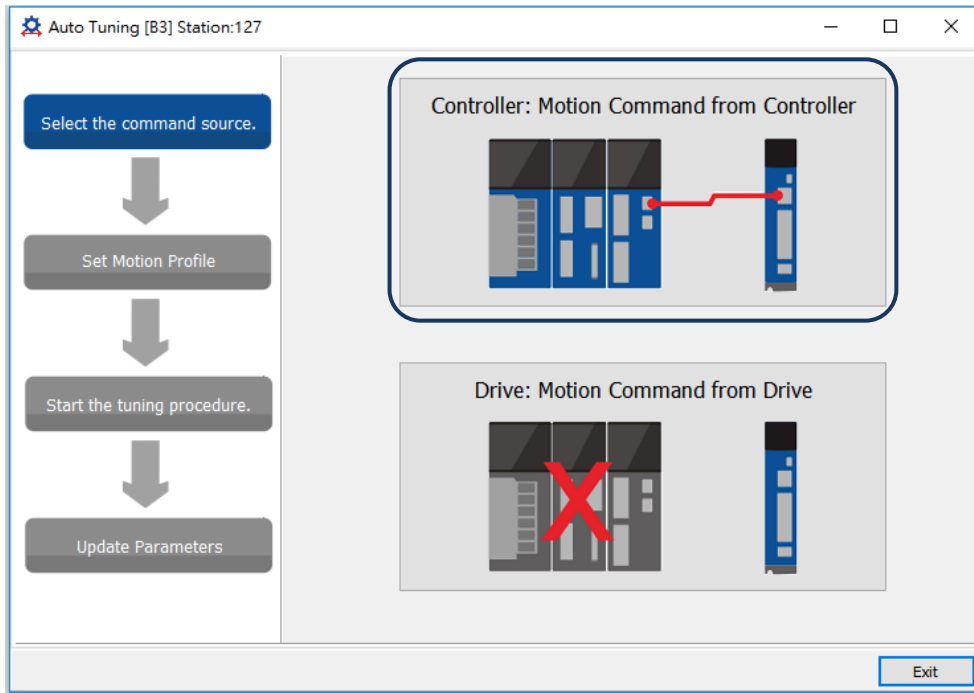 Auto Tuning [B3] Station:127
Select the command source.
Set Motion Profile
Start the tuning procedure.
Update Parameters
Controller: Motion Command from Controller
Drive: Motion Command from Drive
Exit